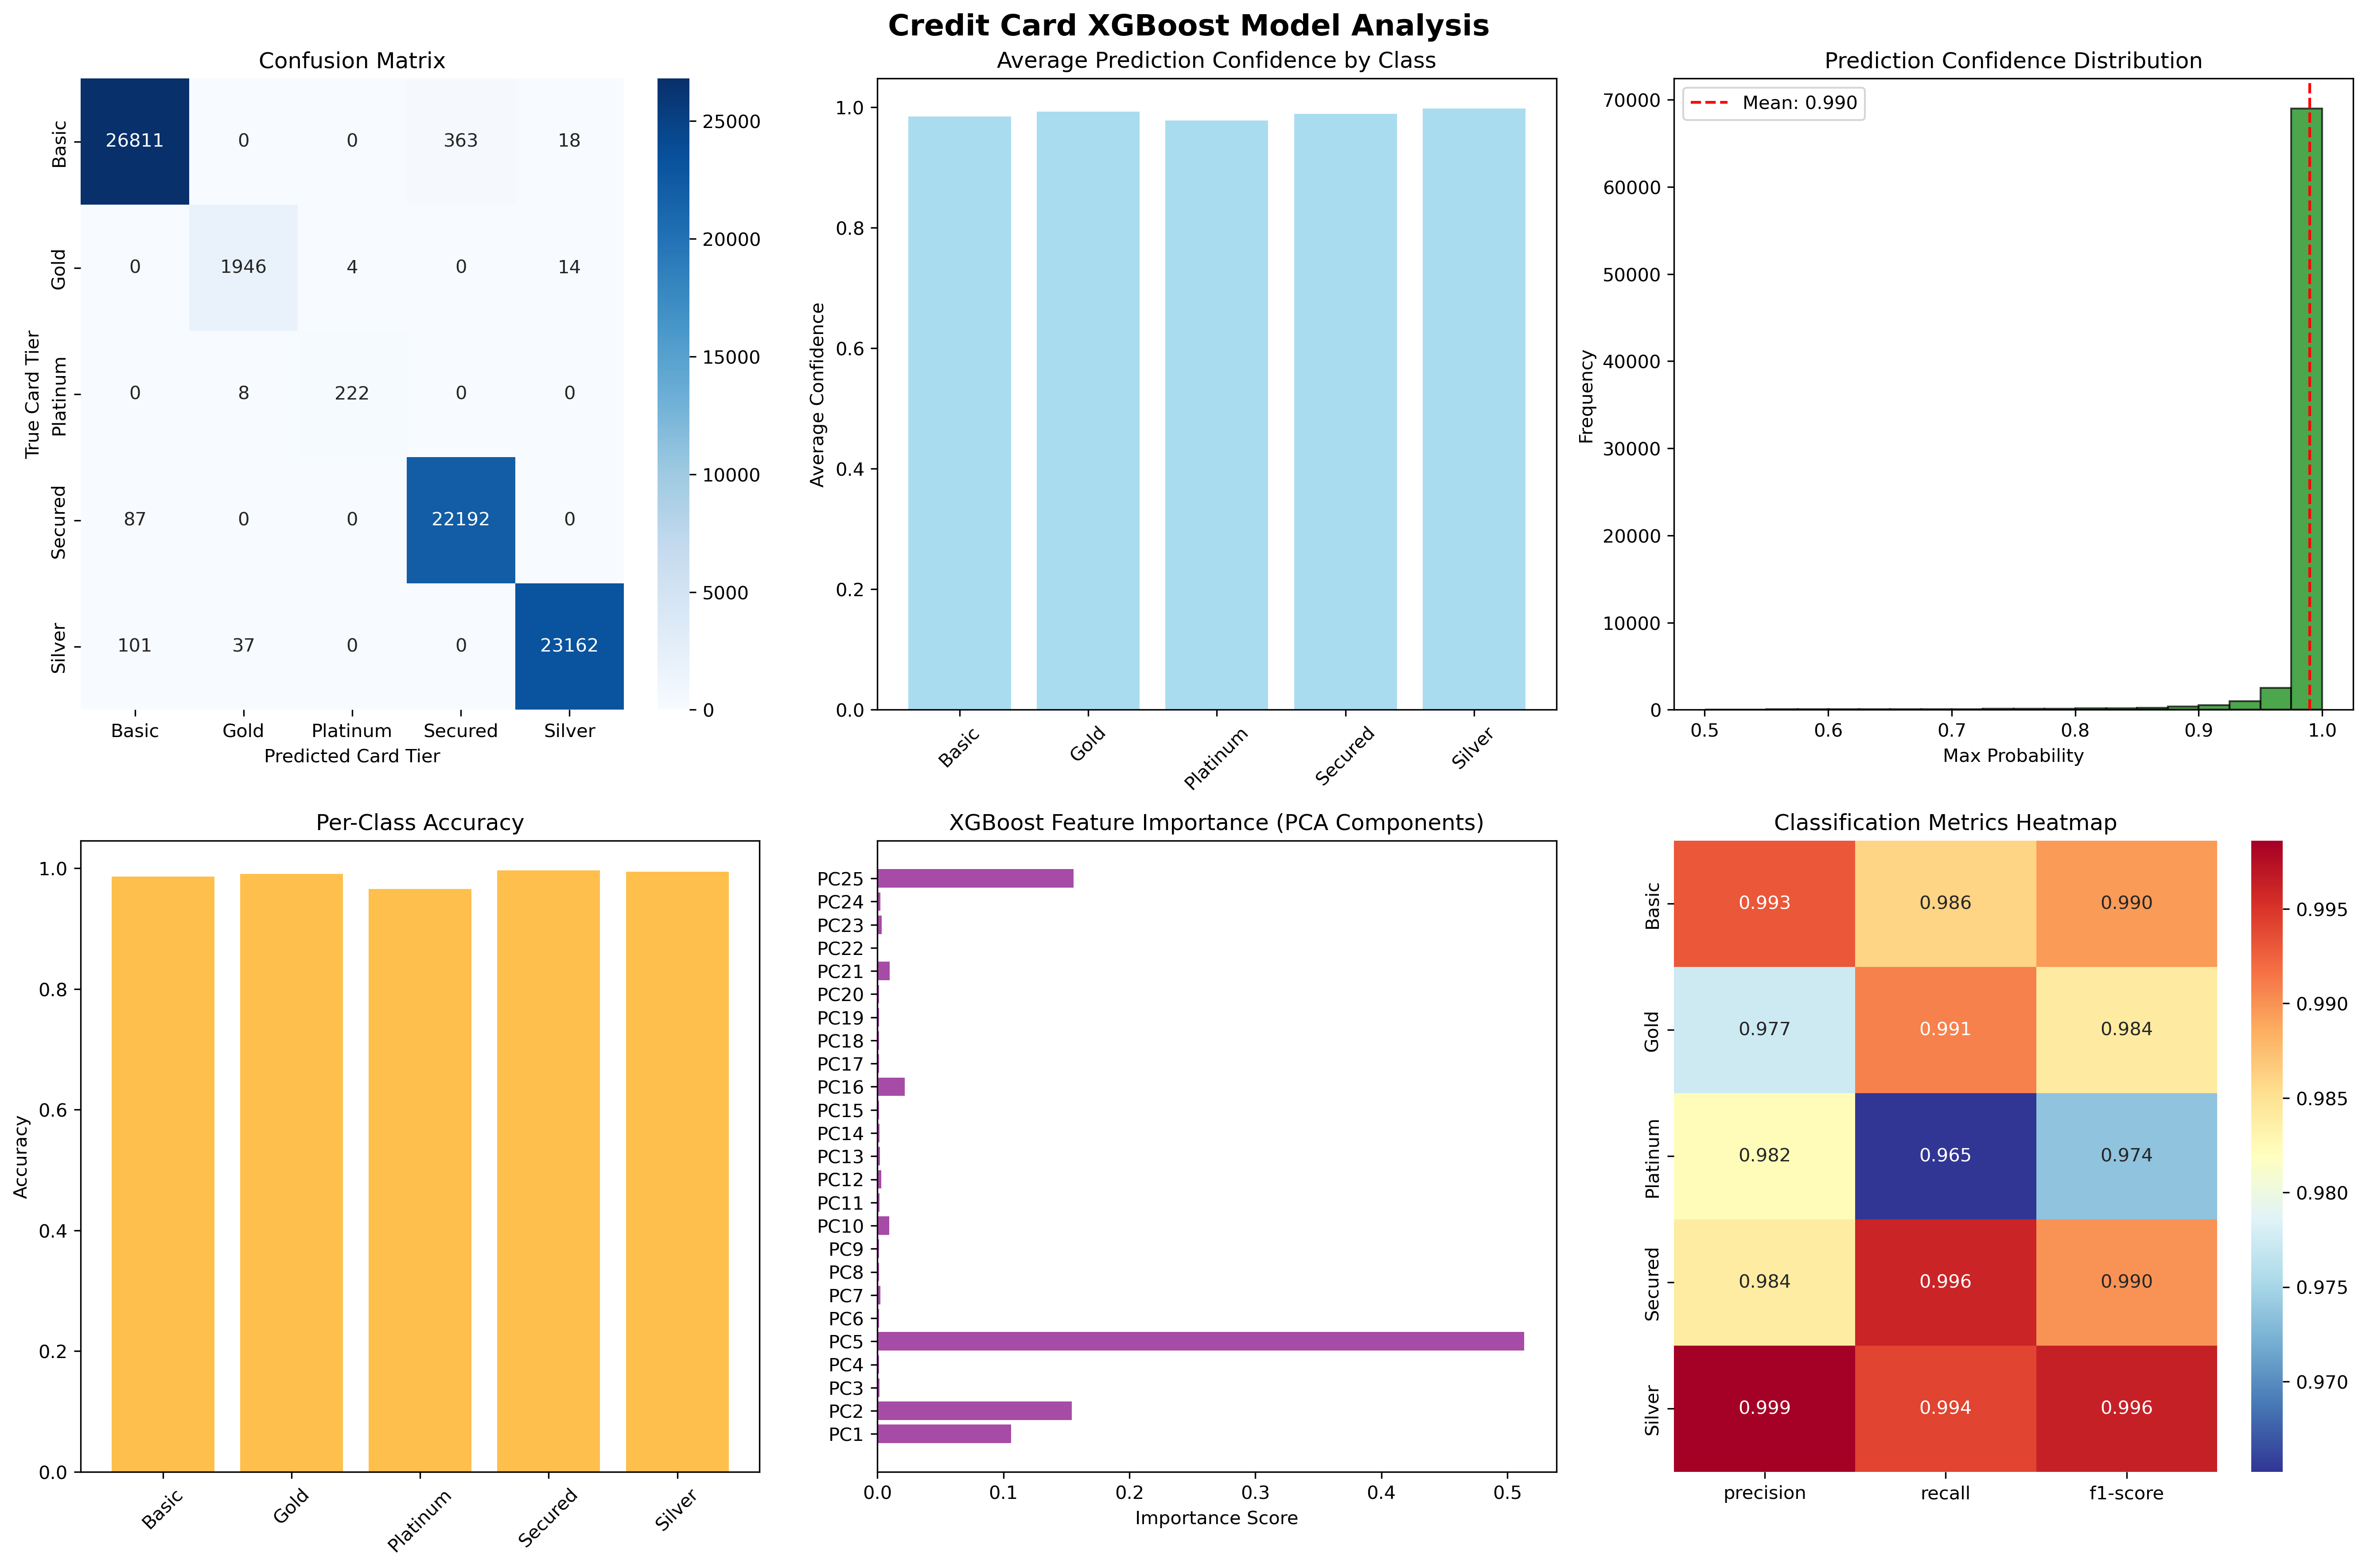 Credit Card XGBoost Model Analysis
Confusion Matrix
True Card Tier
Basic
26811 0 0 363 18
Gold
0 1946 4 0 14
Platinum
0 8 222 0 0
Secured
87 0 0 22192 0
Silver
101 37 0 0 23162
Basic Gold Platinum Secured Silver
Predicted Card Tier
25000
20000
15000
10000
5000
0
Average Prediction Confidence by Class
Average Confidence
1.0
0.8
0.6
0.4
0.2
0.0
Basic Gold Platinum Secured Silver
Prediction Confidence Distribution
Mean: 0.990
Frequency
70000
60000
50000
40000
30000
20000
10000
0
0.5 0.6 0.7 0.8 0.9 1.0
Max Probability
Per-Class Accuracy
Accuracy
1.0
0.8
0.6
0.4
0.2
0.0
Basic Gold Platinum Secured Silver
XGBoost Feature Importance (PCA Components)
PC25
PC24
PC23
PC22
PC21
PC20
PC19
PC18
PC17
PC16
PC15
PC14
PC13
PC12
PC11
PC10
PC9
PC8
PC7
PC6
PC5
PC4
PC3
PC2
PC1
0.0 0.1 0.2 0.3 0.4 0.5
Importance Score
Classification Metrics Heatmap
Basic
0.993 0.986 0.990
Gold
0.977 0.991 0.984
Platinum
0.982 0.965 0.974
Secured
0.984 0.996 0.990
Silver
0.999 0.994 0.996
precision recall f1-score
0.995
0.990
0.985
0.980
0.975
0.970